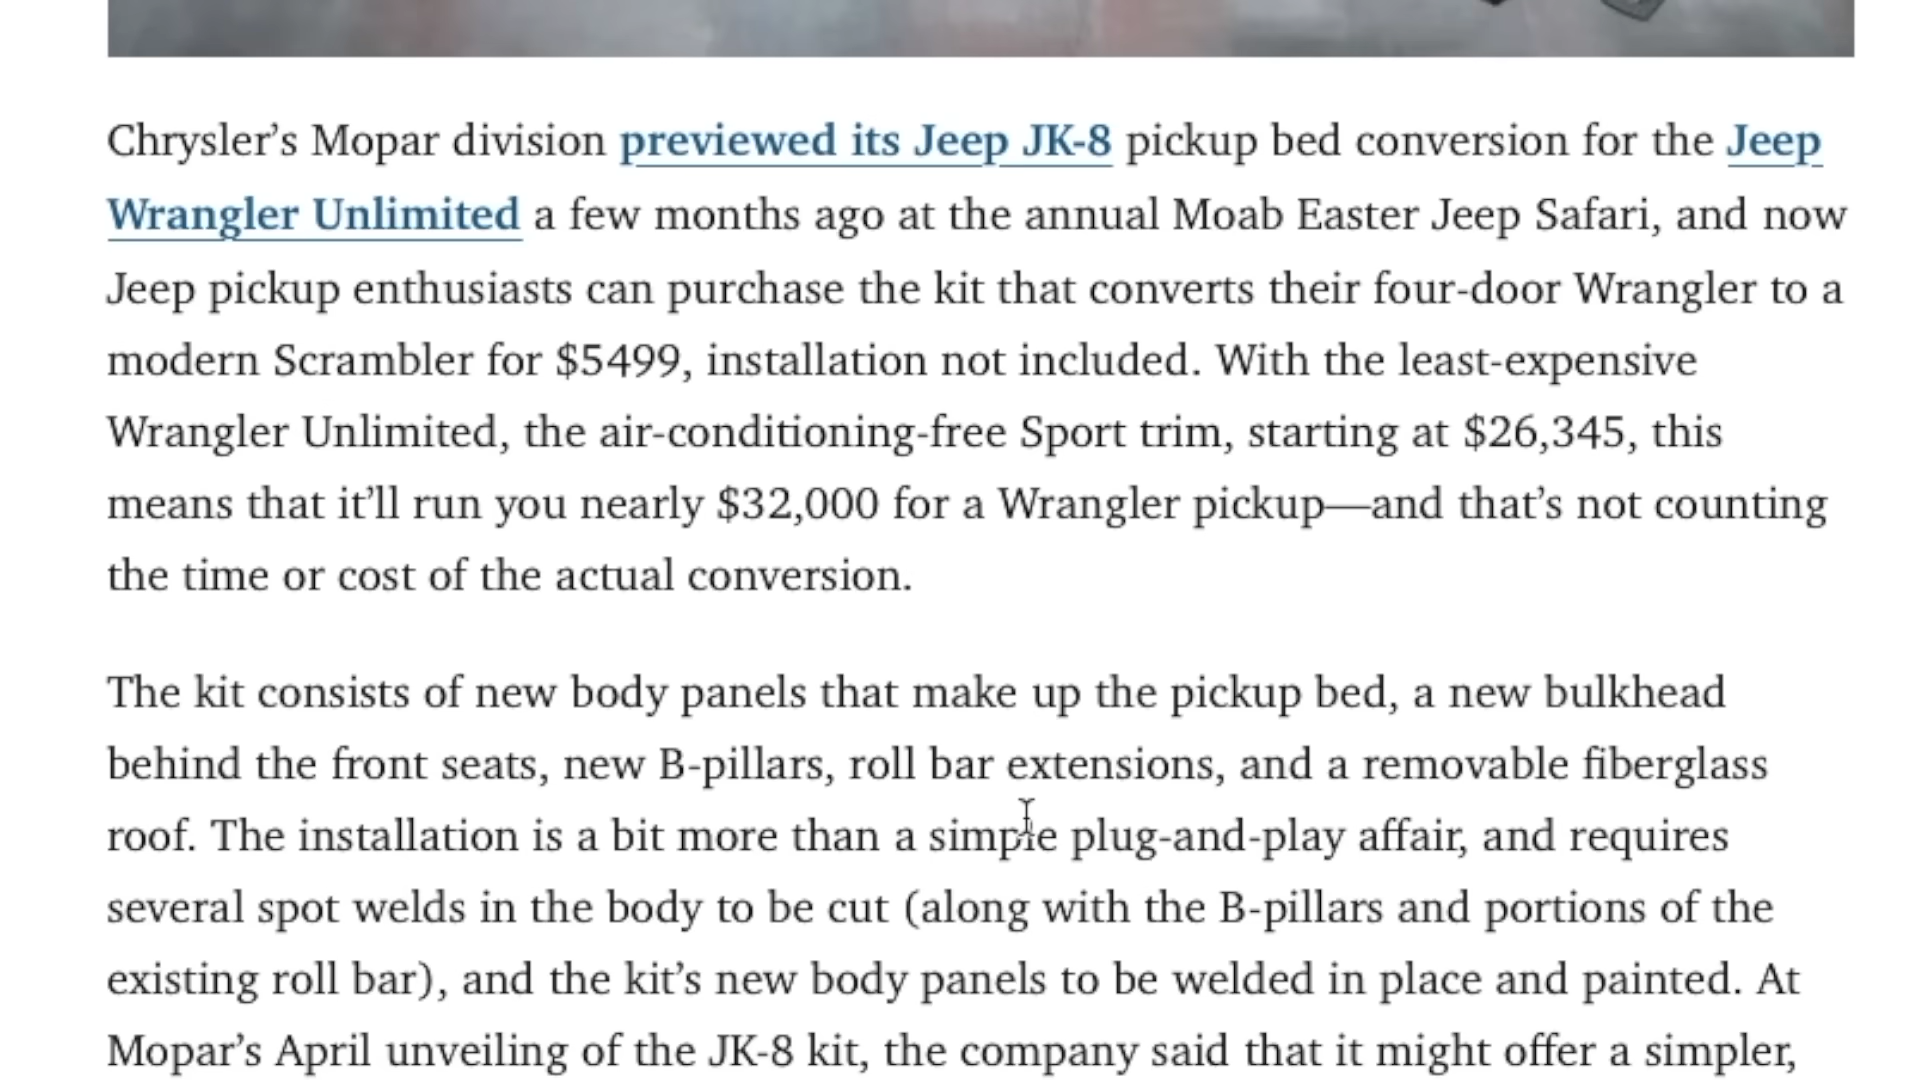 Chrysler’s Mopar division previewed its Jeep JK-8 pickup bed conversion for the Jeep
Wrangler Unlimited a few months ago at the annual Moab Easter Jeep Safari, and now
Jeep pickup enthusiasts can purchase the kit that converts their four-door Wrangler to a
modern Scrambler for $5499, installation not included. With the least-expensive
Wrangler Unlimited, the air-conditioning-free Sport trim, starting at $26,345, this
means that it’ll run you nearly $32,000 for a Wrangler pickup—and that’s not counting
the time or cost of the actual conversion.
The kit consists of new body panels that make up the pickup bed, a new bulkhead
behind the front seats, new B-pillars, roll bar extensions, and a removable fiberglass
roof. The installation is a bit more than a simple plug-and-play affair, and requires
several spot welds in the body to be cut (along with the B-pillars and portions of the
existing roll bar), and the kit’s new body panels to be welded in place and painted. At
Mopar’s April unveiling of the JK-8 kit, the company said that it might offer a simpler,